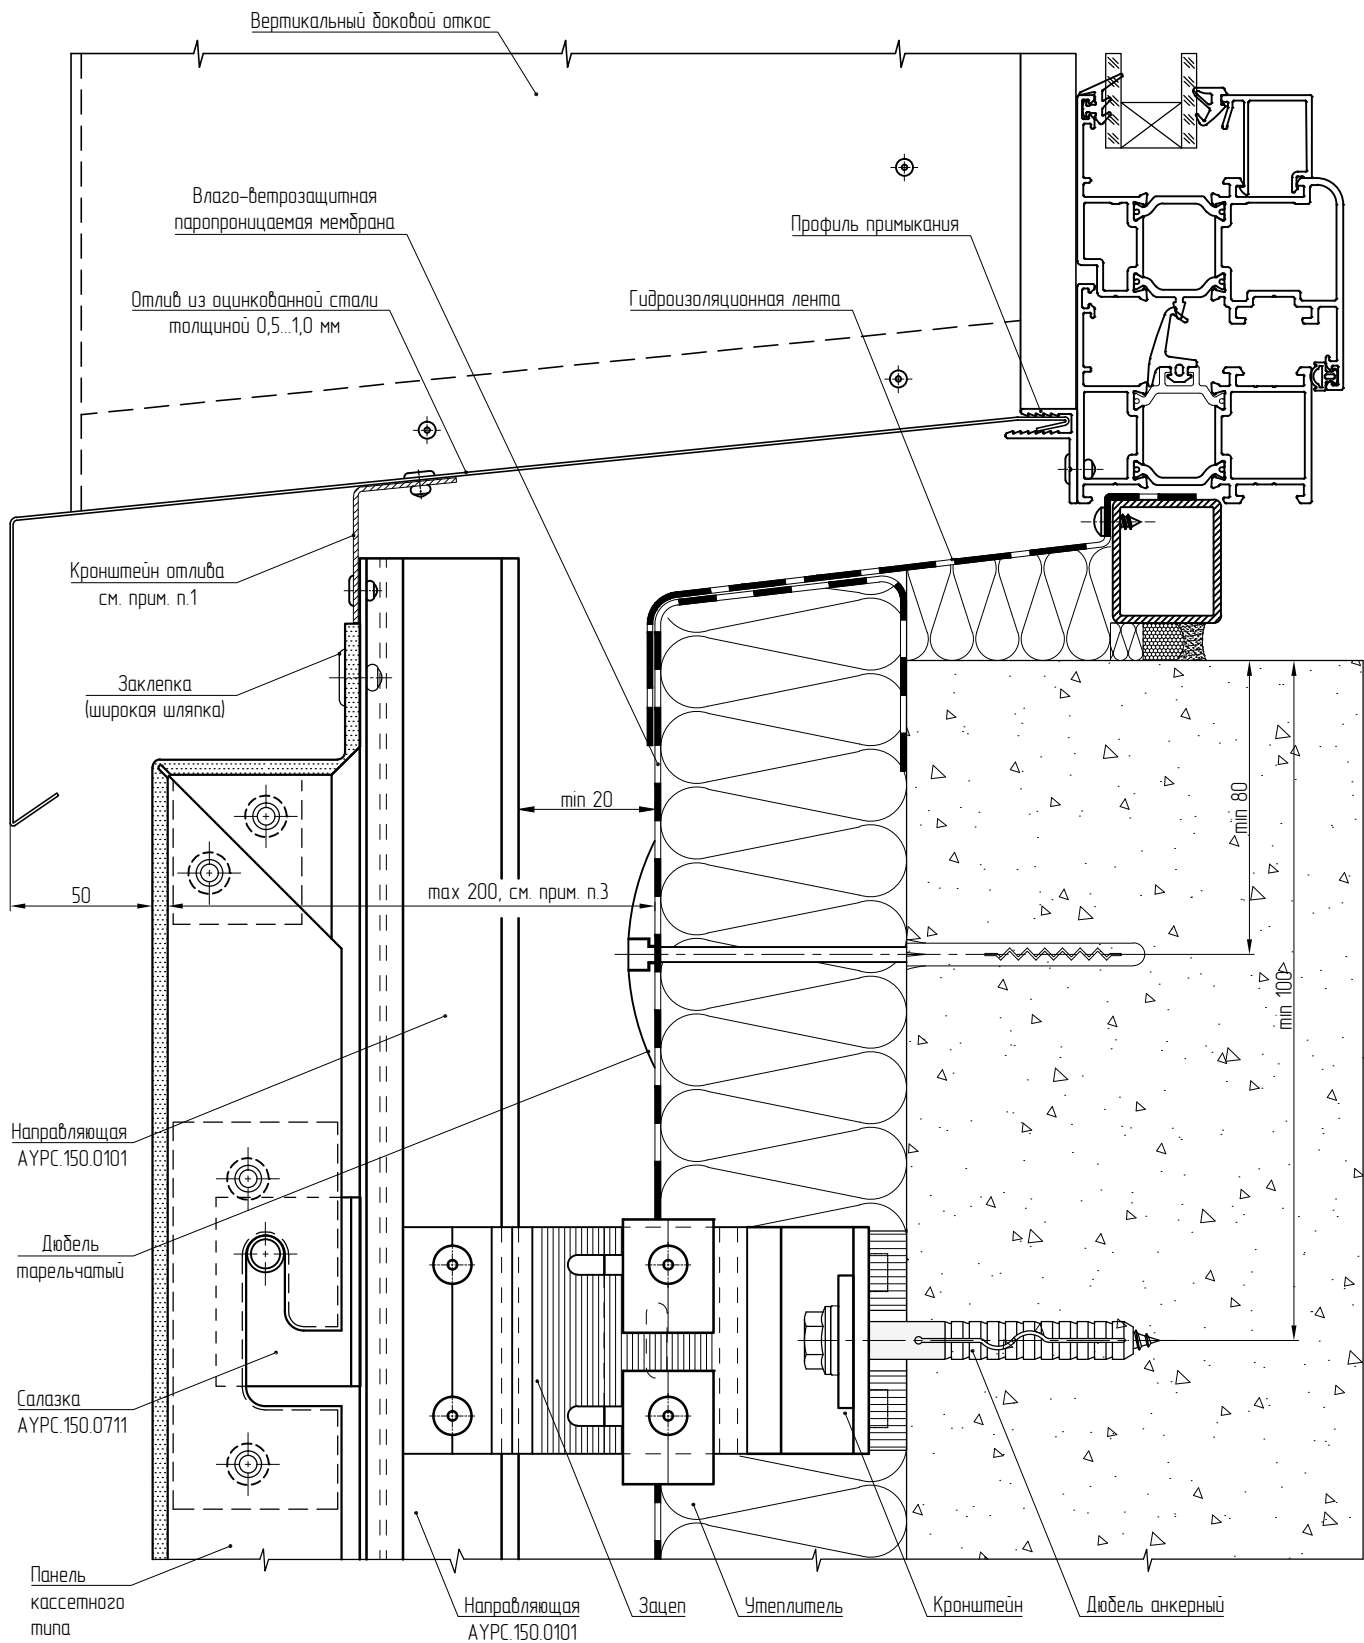 Вертикальный боковой откос
Влаго-ветрозащитная
паропроницаемая мембрана
Профиль примыкания
Отлив из оцинкованной стали
толщиной 0,5...1,0 мм
Гидроизоляционная лента
Кронштейн отлива
см. прим. п.1
Заклепка
(широкая шляпка)
min 20
min 80
50
max 200, см. прим. п.3
min 100
Направляющая
AYPC.150.0101
Дюбель
тарельчатый
Салазка
AYPC.150.0711
Панель
кассетного
типа
Направляющая
AYPC.150.0101
Зацеп
Утеплитель
Кронштейн
Дюбель анкерный